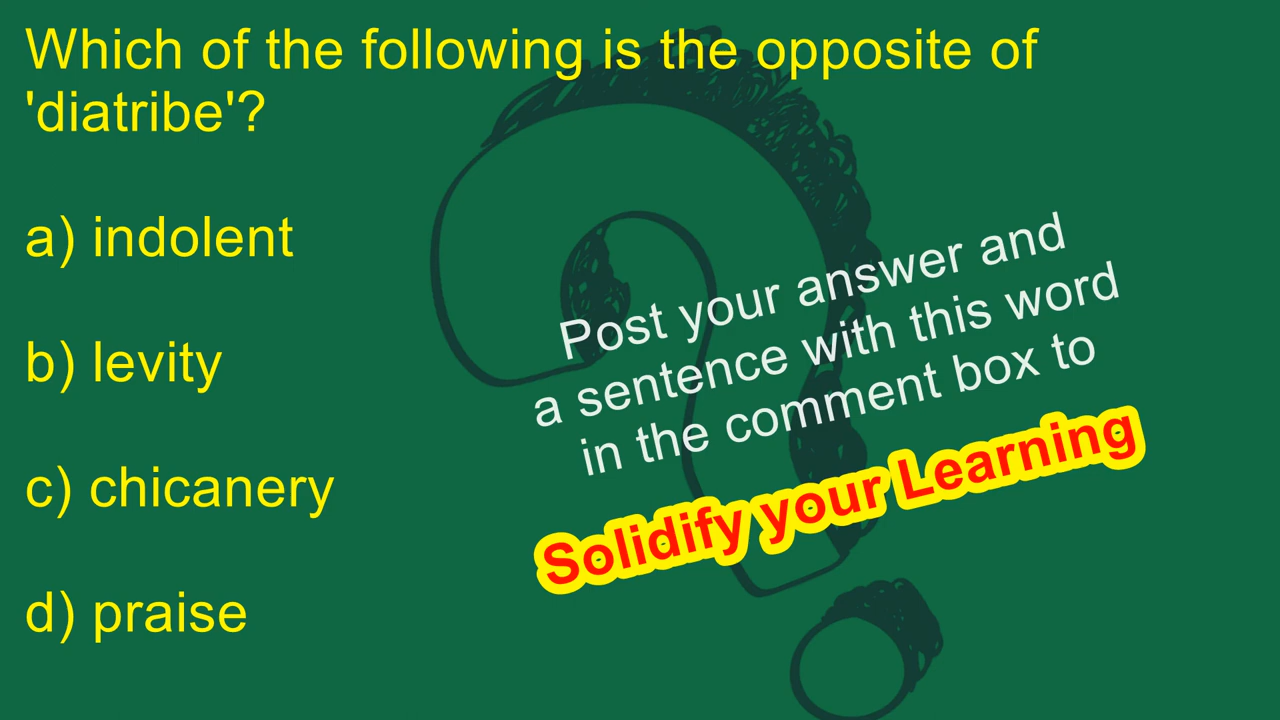 Which of the following is the opposite of
'diatribe'?
a) indolent
b) levity
c) chicanery
d) praise
Post your answer and
a sentence with this word
in the comment box to
Solidify your Learning